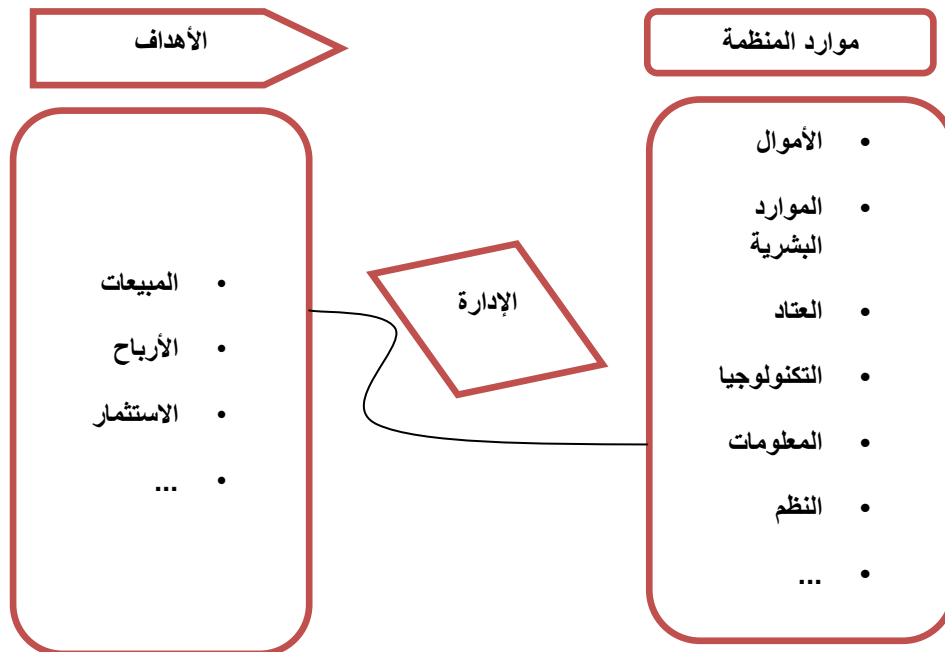 موارد المنظمة
• الأموال
• الموارد
البشرية
• العتاد
• التكنولوجيا
• المعلومات
• النظم
• ...
الإدارة
الأهداف
• المبيعات
• الأرباح
• الاستثمار
• ...